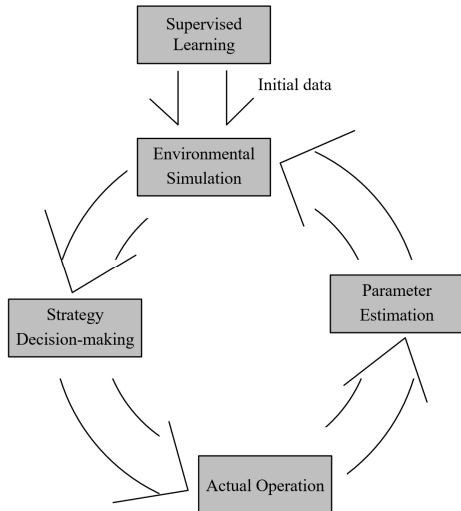 Supervised
Learning
Initial data
Environmental
Simulation
Strategy
Decision-making
Parameter
Estimation
Actual Operation